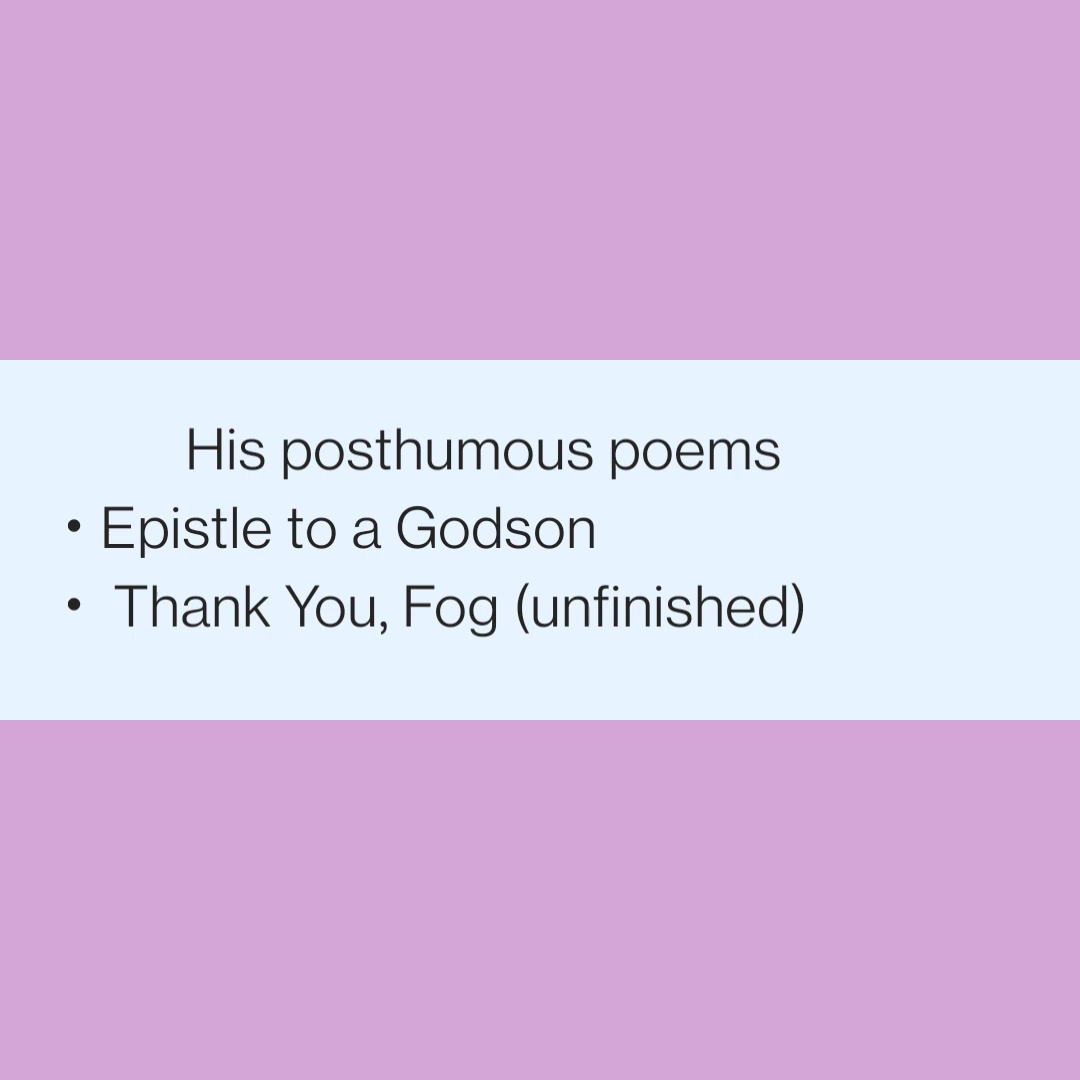 His posthumous poems
• Epistle to a Godson
• Thank You, Fog (unfinished)